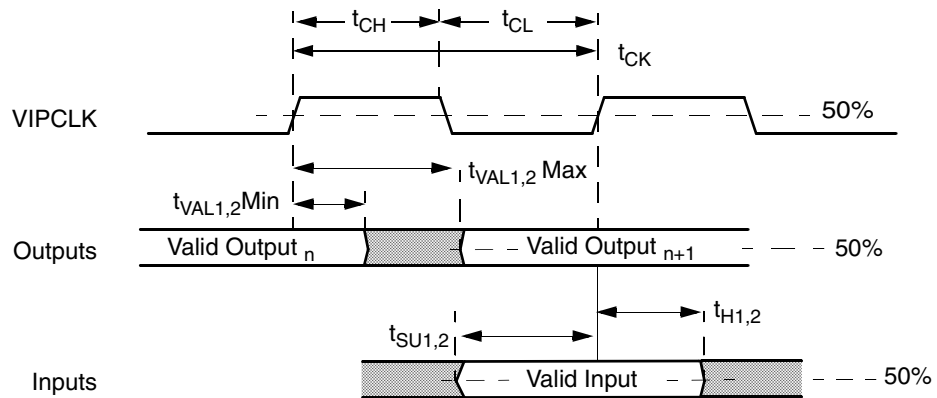 tCH tCL
tCK
VIPCLK 50%
tVAL1,2 Max
tVAL1,2Min
Outputs Valid Output n Valid Output n+1 50%
tSU1,2 tH1,2
Inputs Valid Input 50%